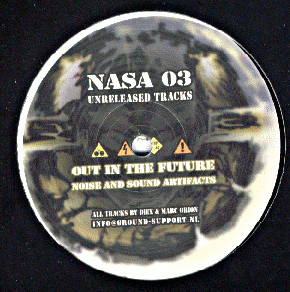 NASA 03
UNRELEASED TRACKS
OUT IN THE FUTURE
NOISE AND SOUND ARTIFACTS
ALL TRACKS BY DHX & MARC ORION
INFO@GROUND-SUPPORT.NL